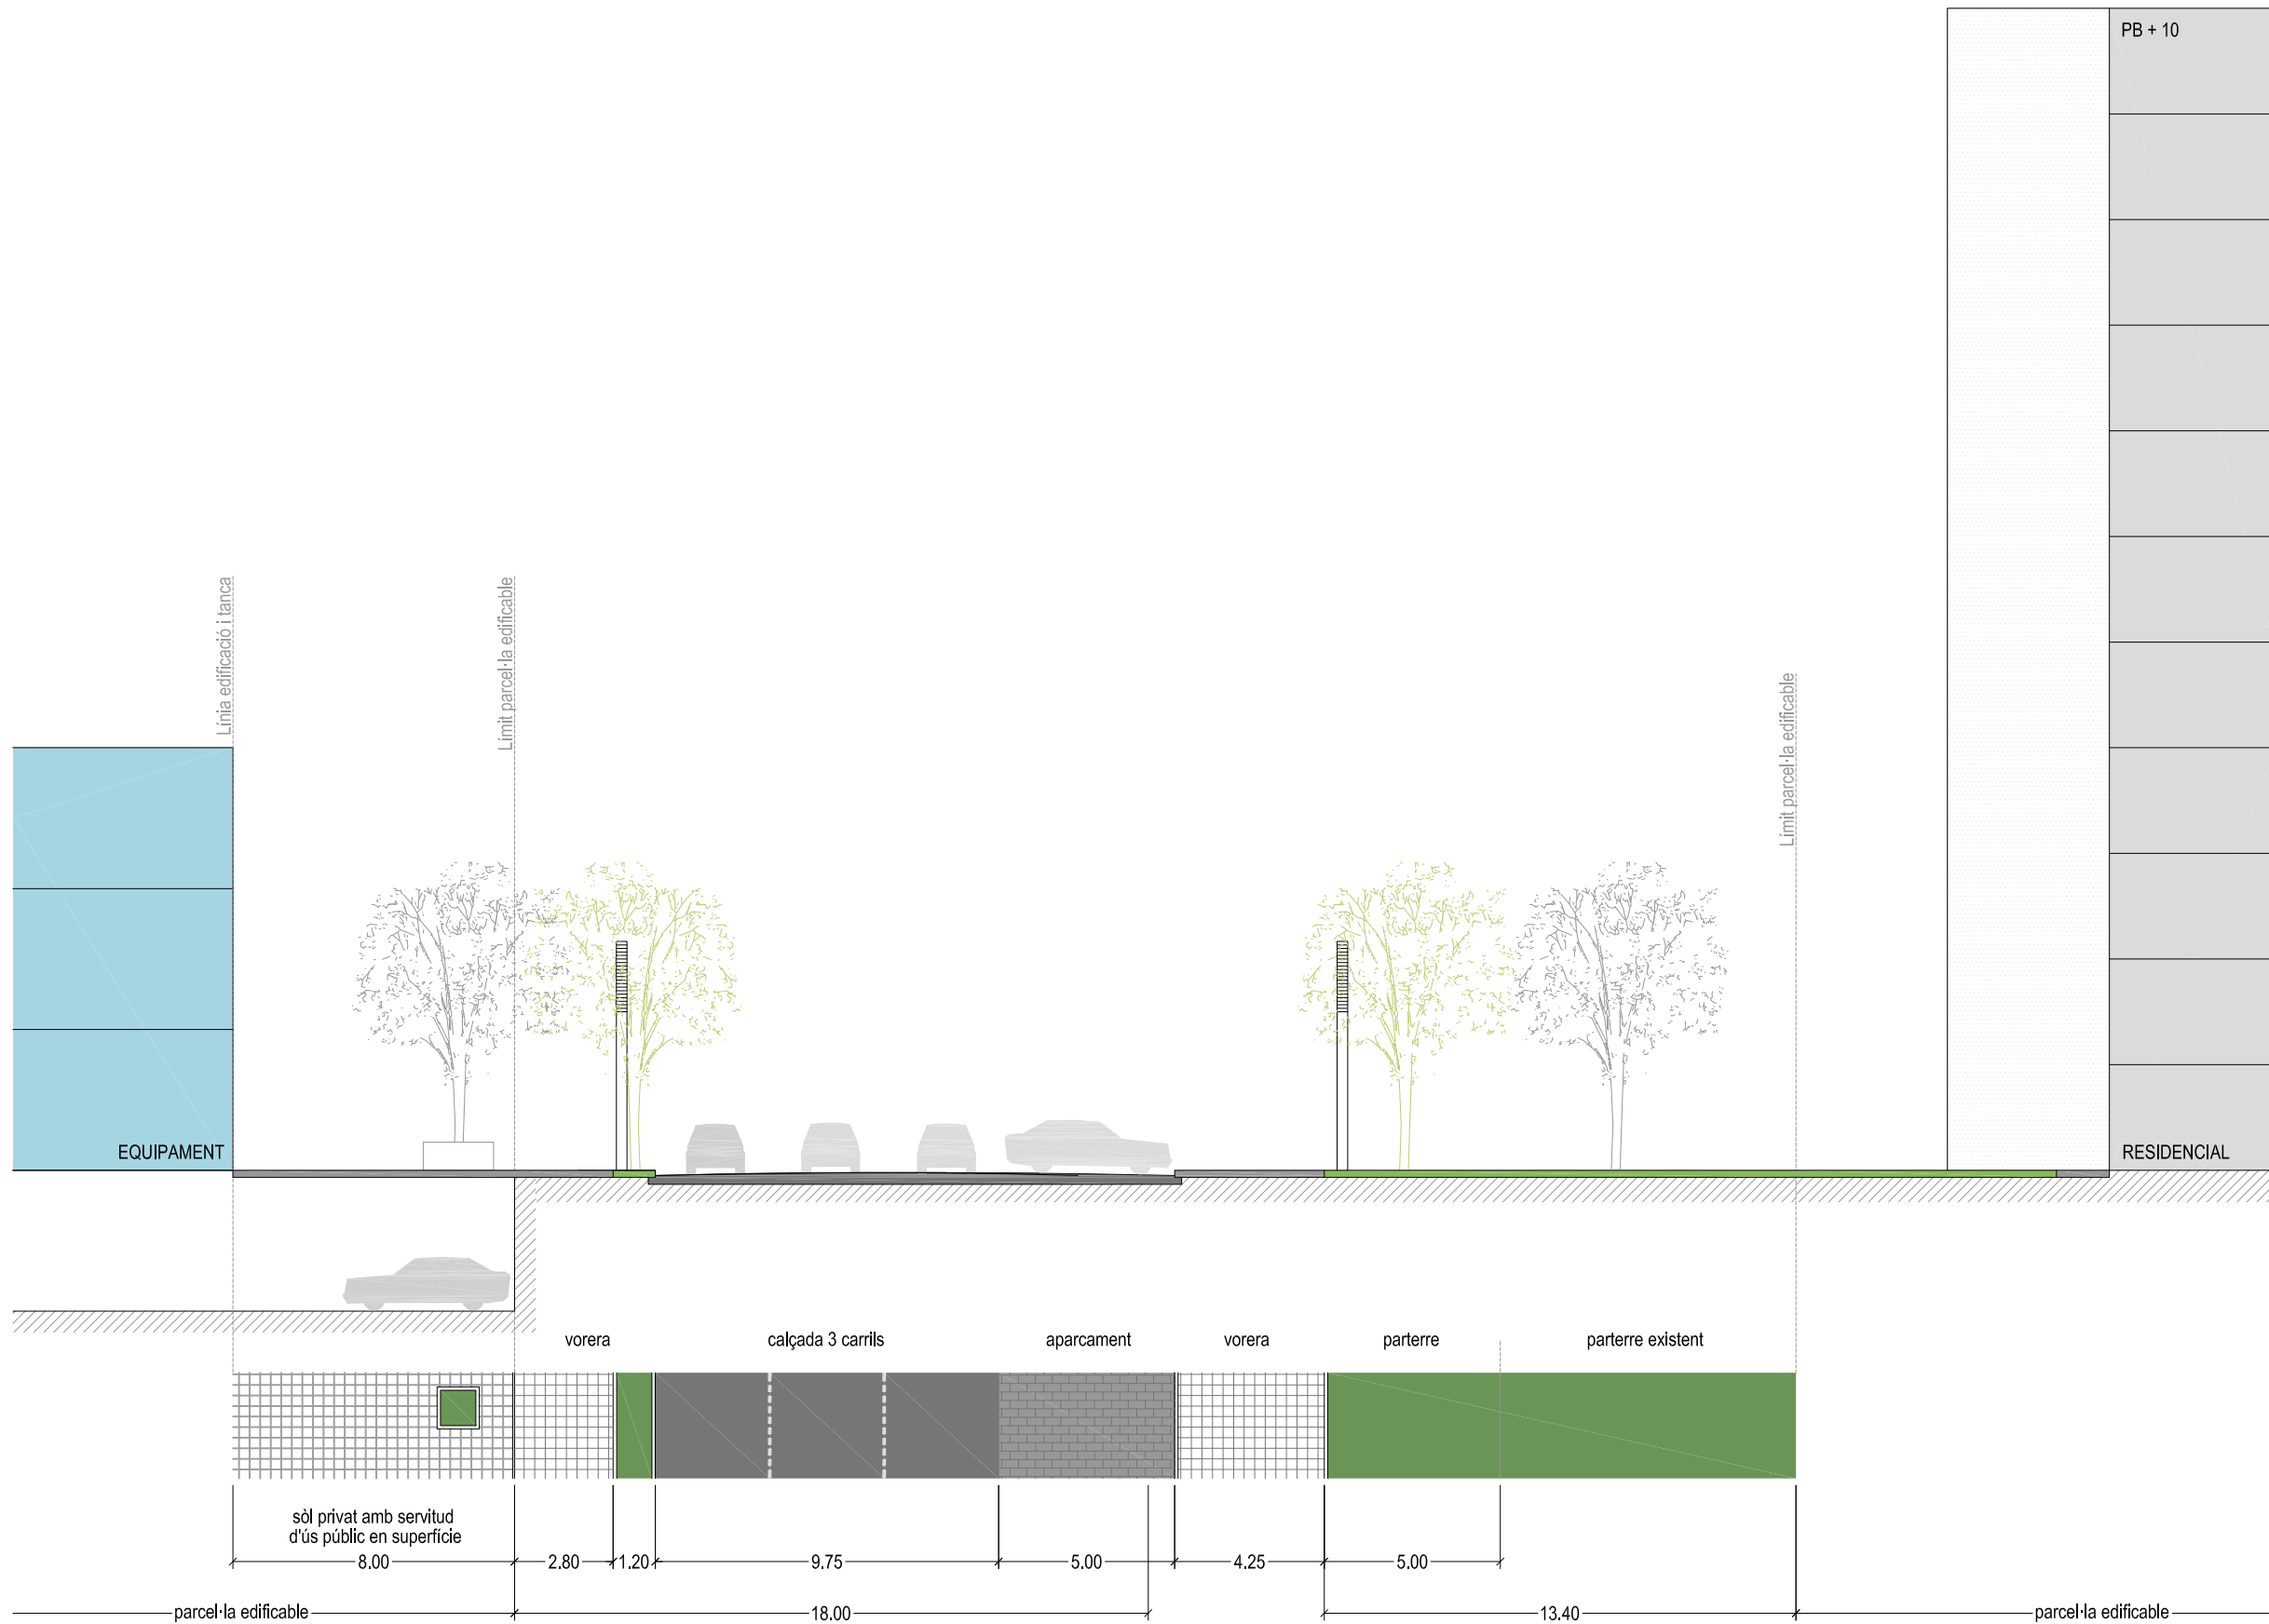 PB + 10
Línia edificació i tanca
Límit parcel·la edificable
Límit parcel·la edificable
EQUIPAMENT
RESIDENCIAL
vorera
calçada 3 carrils
aparcament
vorera
parterre
parterre existent
sòl privat amb servitud
d'ús públic en superfície
8.00
2.80
1.20
9.75
5.00
4.25
5.00
parcel·la edificable
18.00
13.40
parcel·la edificable